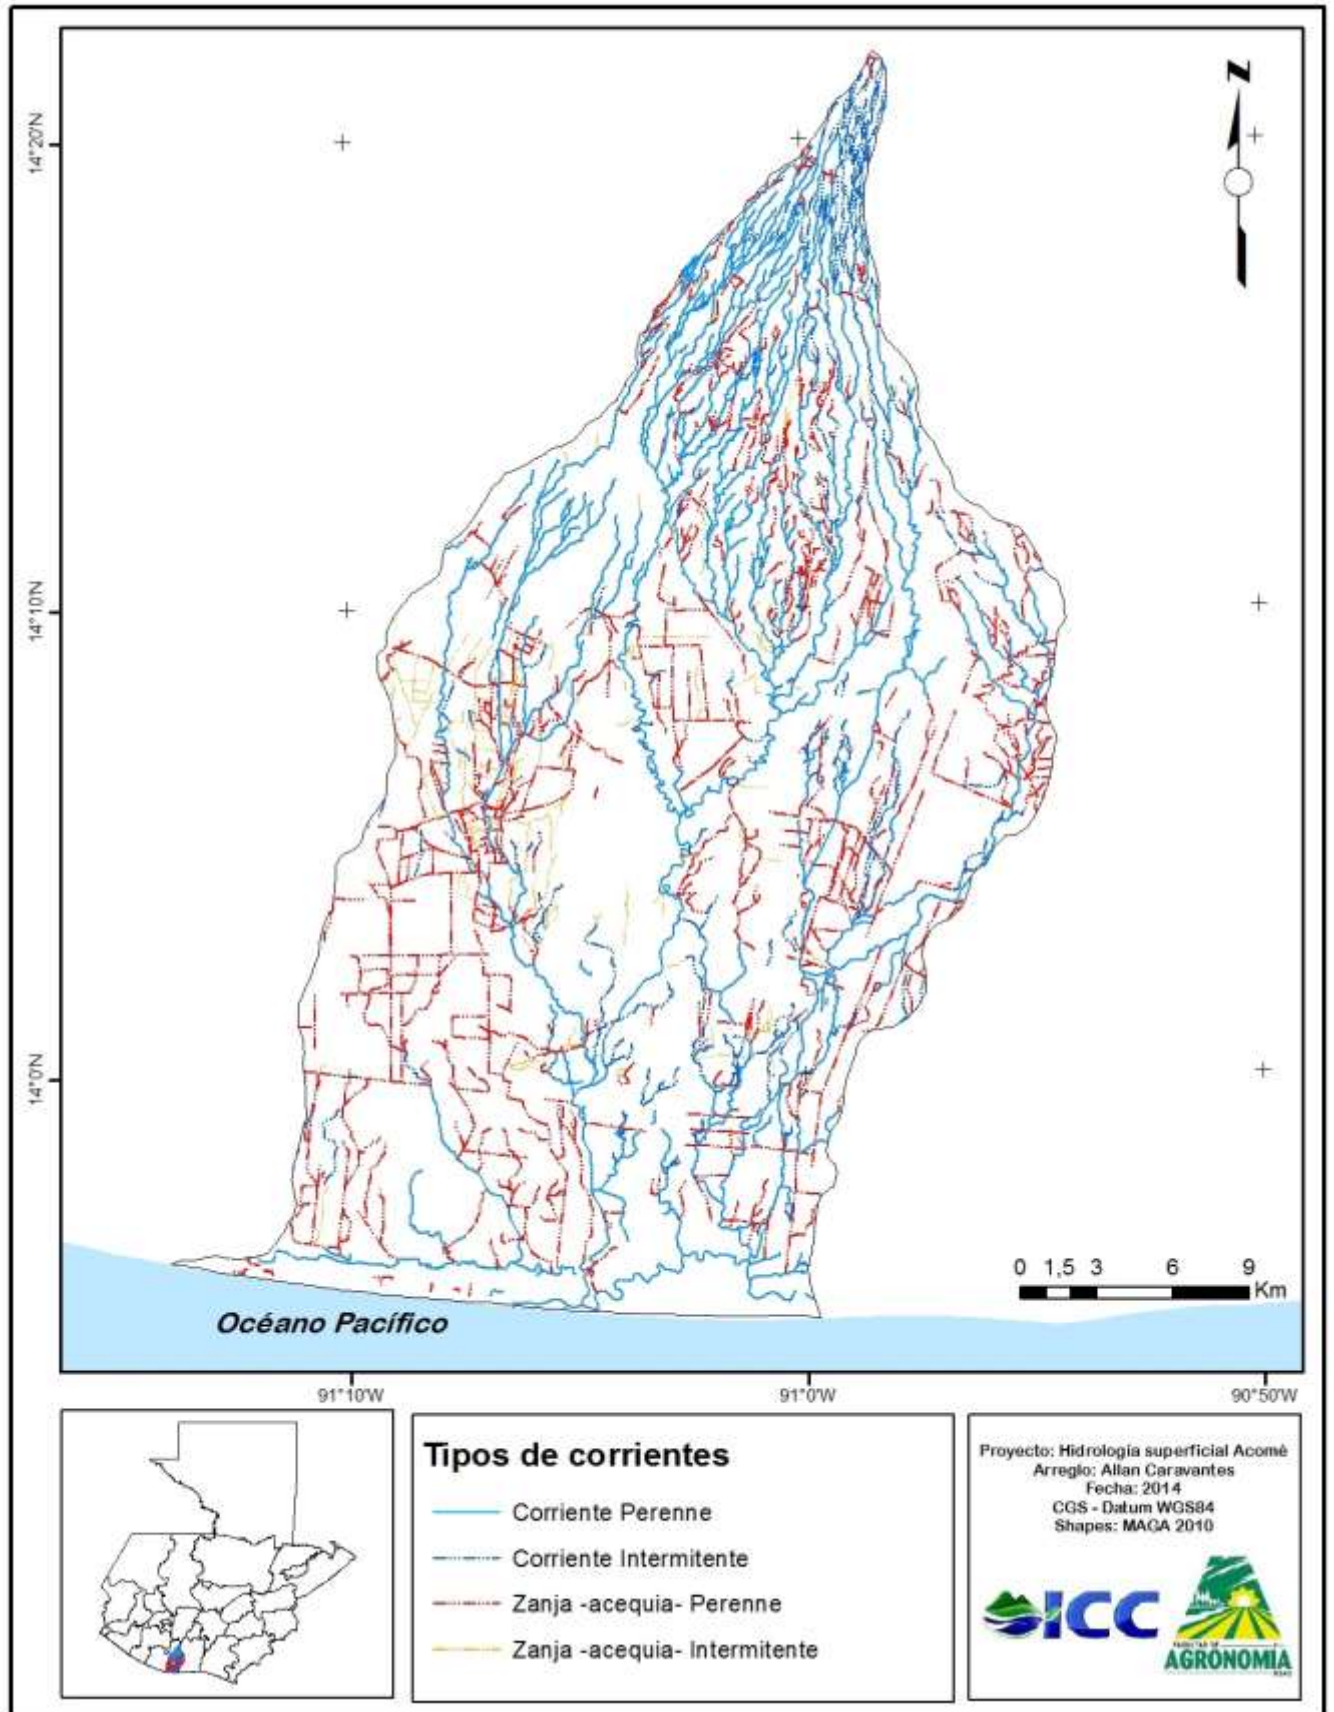 N
14°20'N
14°10'N
14°0'N
0 1,5 3 6 9
Km
Océano Pacífico
91°10'W 91°0'W 90°50'W
Tipos de corrientes
Corriente Perenne
Corriente Intermitente
Zanja -acequia- Perenne
Zanja -acequia- Intermitente
Proyecto: Hidrología superficial Acomé
Arreglo: Allan Caravantes
Fecha: 2014
CGS - Datum WGS84
Shapes: MAGA 2010
ICC
FACULTAD DE
AGRONOMIA